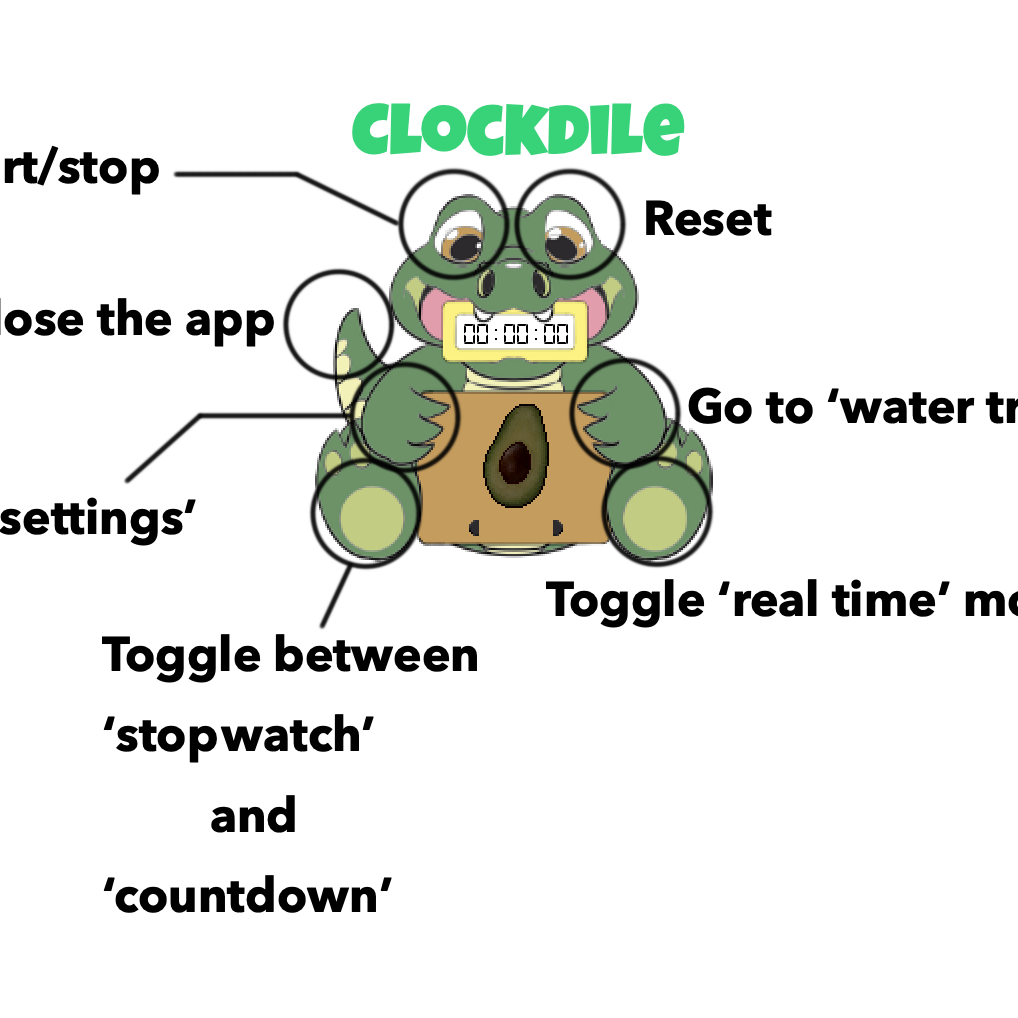 CLOCKDILE
rt/stop
Reset
lose the app
00:00:00
Go to ‘water tr
settings’
Toggle ‘real time’ mo
Toggle between
‘stopwatch’
and
‘countdown’